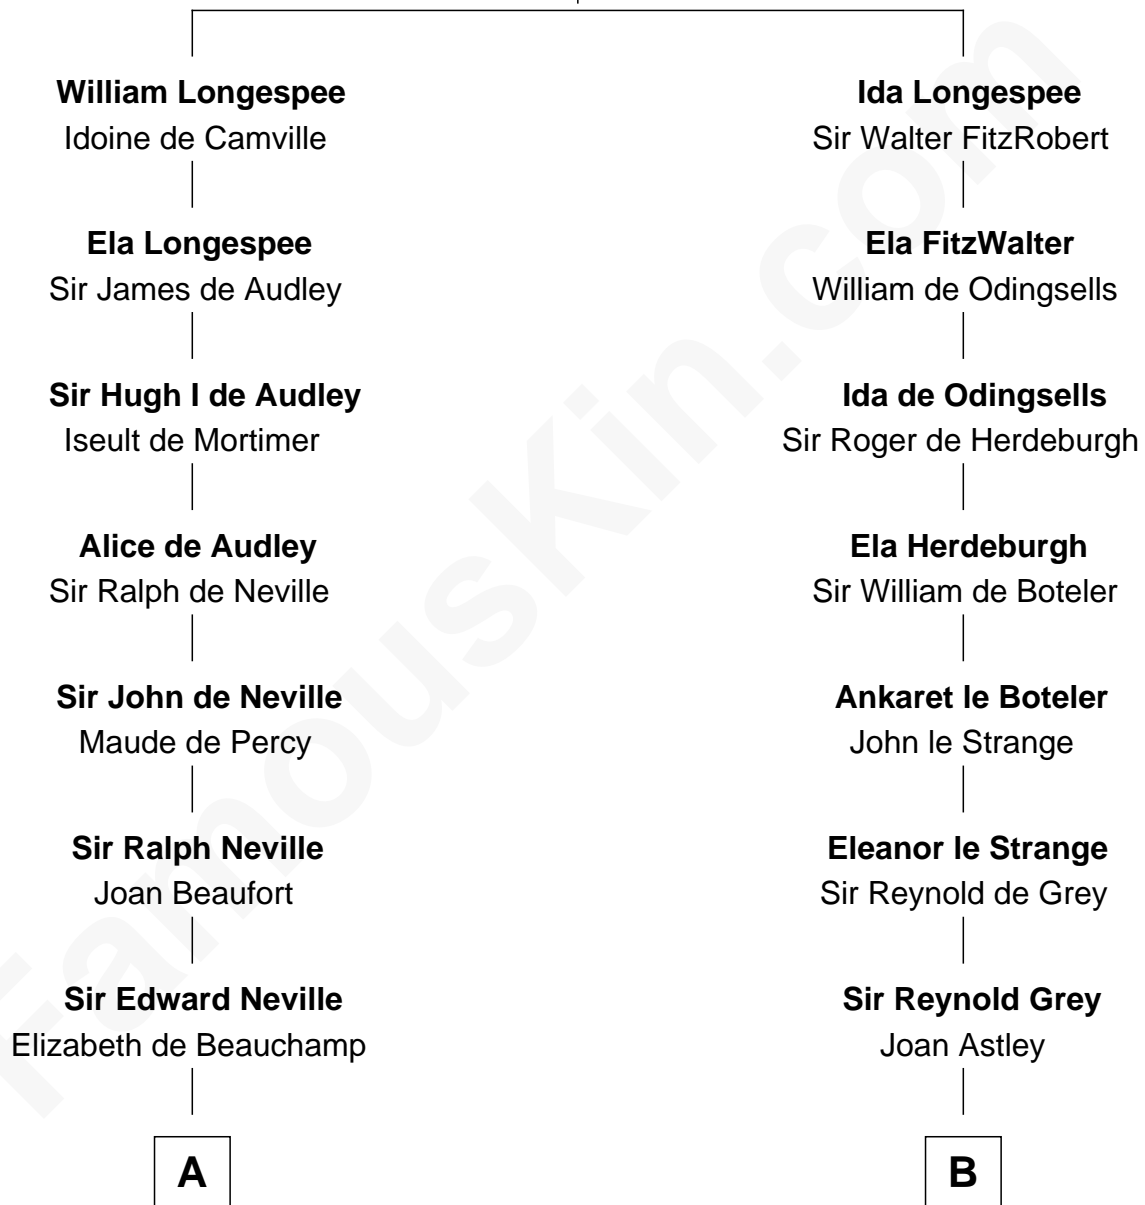 William Longespee
Idoine de Camville
Ela Longespee
Sir James de Audley
Sir Hugh I de Audley
Iseult de Mortimer
Alice de Audley
Sir Ralph de Neville
Sir John de Neville
Maude de Percy
Sir Ralph Neville
Joan Beaufort
Sir Edward Neville
Elizabeth de Beauchamp
A
Ida Longespee
Sir Walter FitzRobert
Ela FitzWalter
William de Odingsells
Ida de Odingsells
Sir Roger de Herdeburgh
Ela Herdeburgh
Sir William de Boteler
Ankaret le Boteler
John le Strange
Eleanor le Strange
Sir Reynold de Grey
Sir Reynold Grey
Joan Astley
B
FamousKin.com